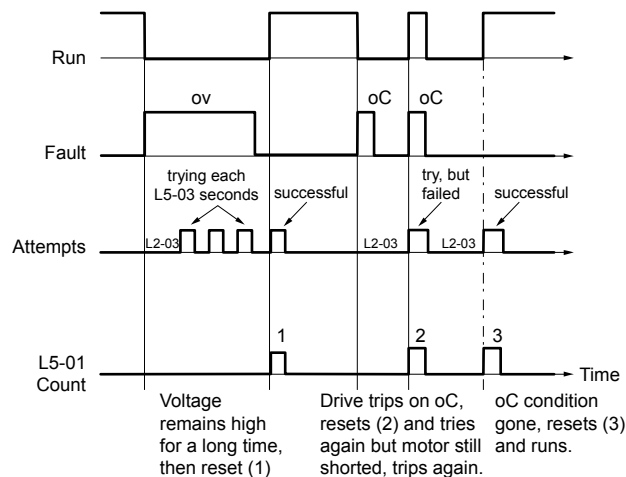 Run
ov
oC
oC
Fault
trying each
L5-03 seconds
successful
try, but
failed
successful
Attempts
L2-03
L2-03
L2-03
1
2
3
L5-01
Count
Time
Voltage
remains high
for a long time,
then reset (1)
Drive trips on oC,
resets (2) and tries
again but motor still
shorted, trips again.
oC condition
gone, resets (3)
and runs.